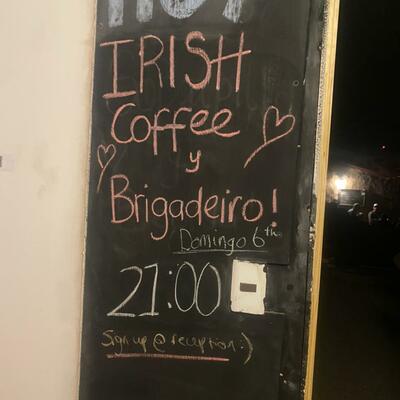 IRISH
Coffee
y
Brigadeiro!
Domingo 6th
21:00
Sign up @ reception :)